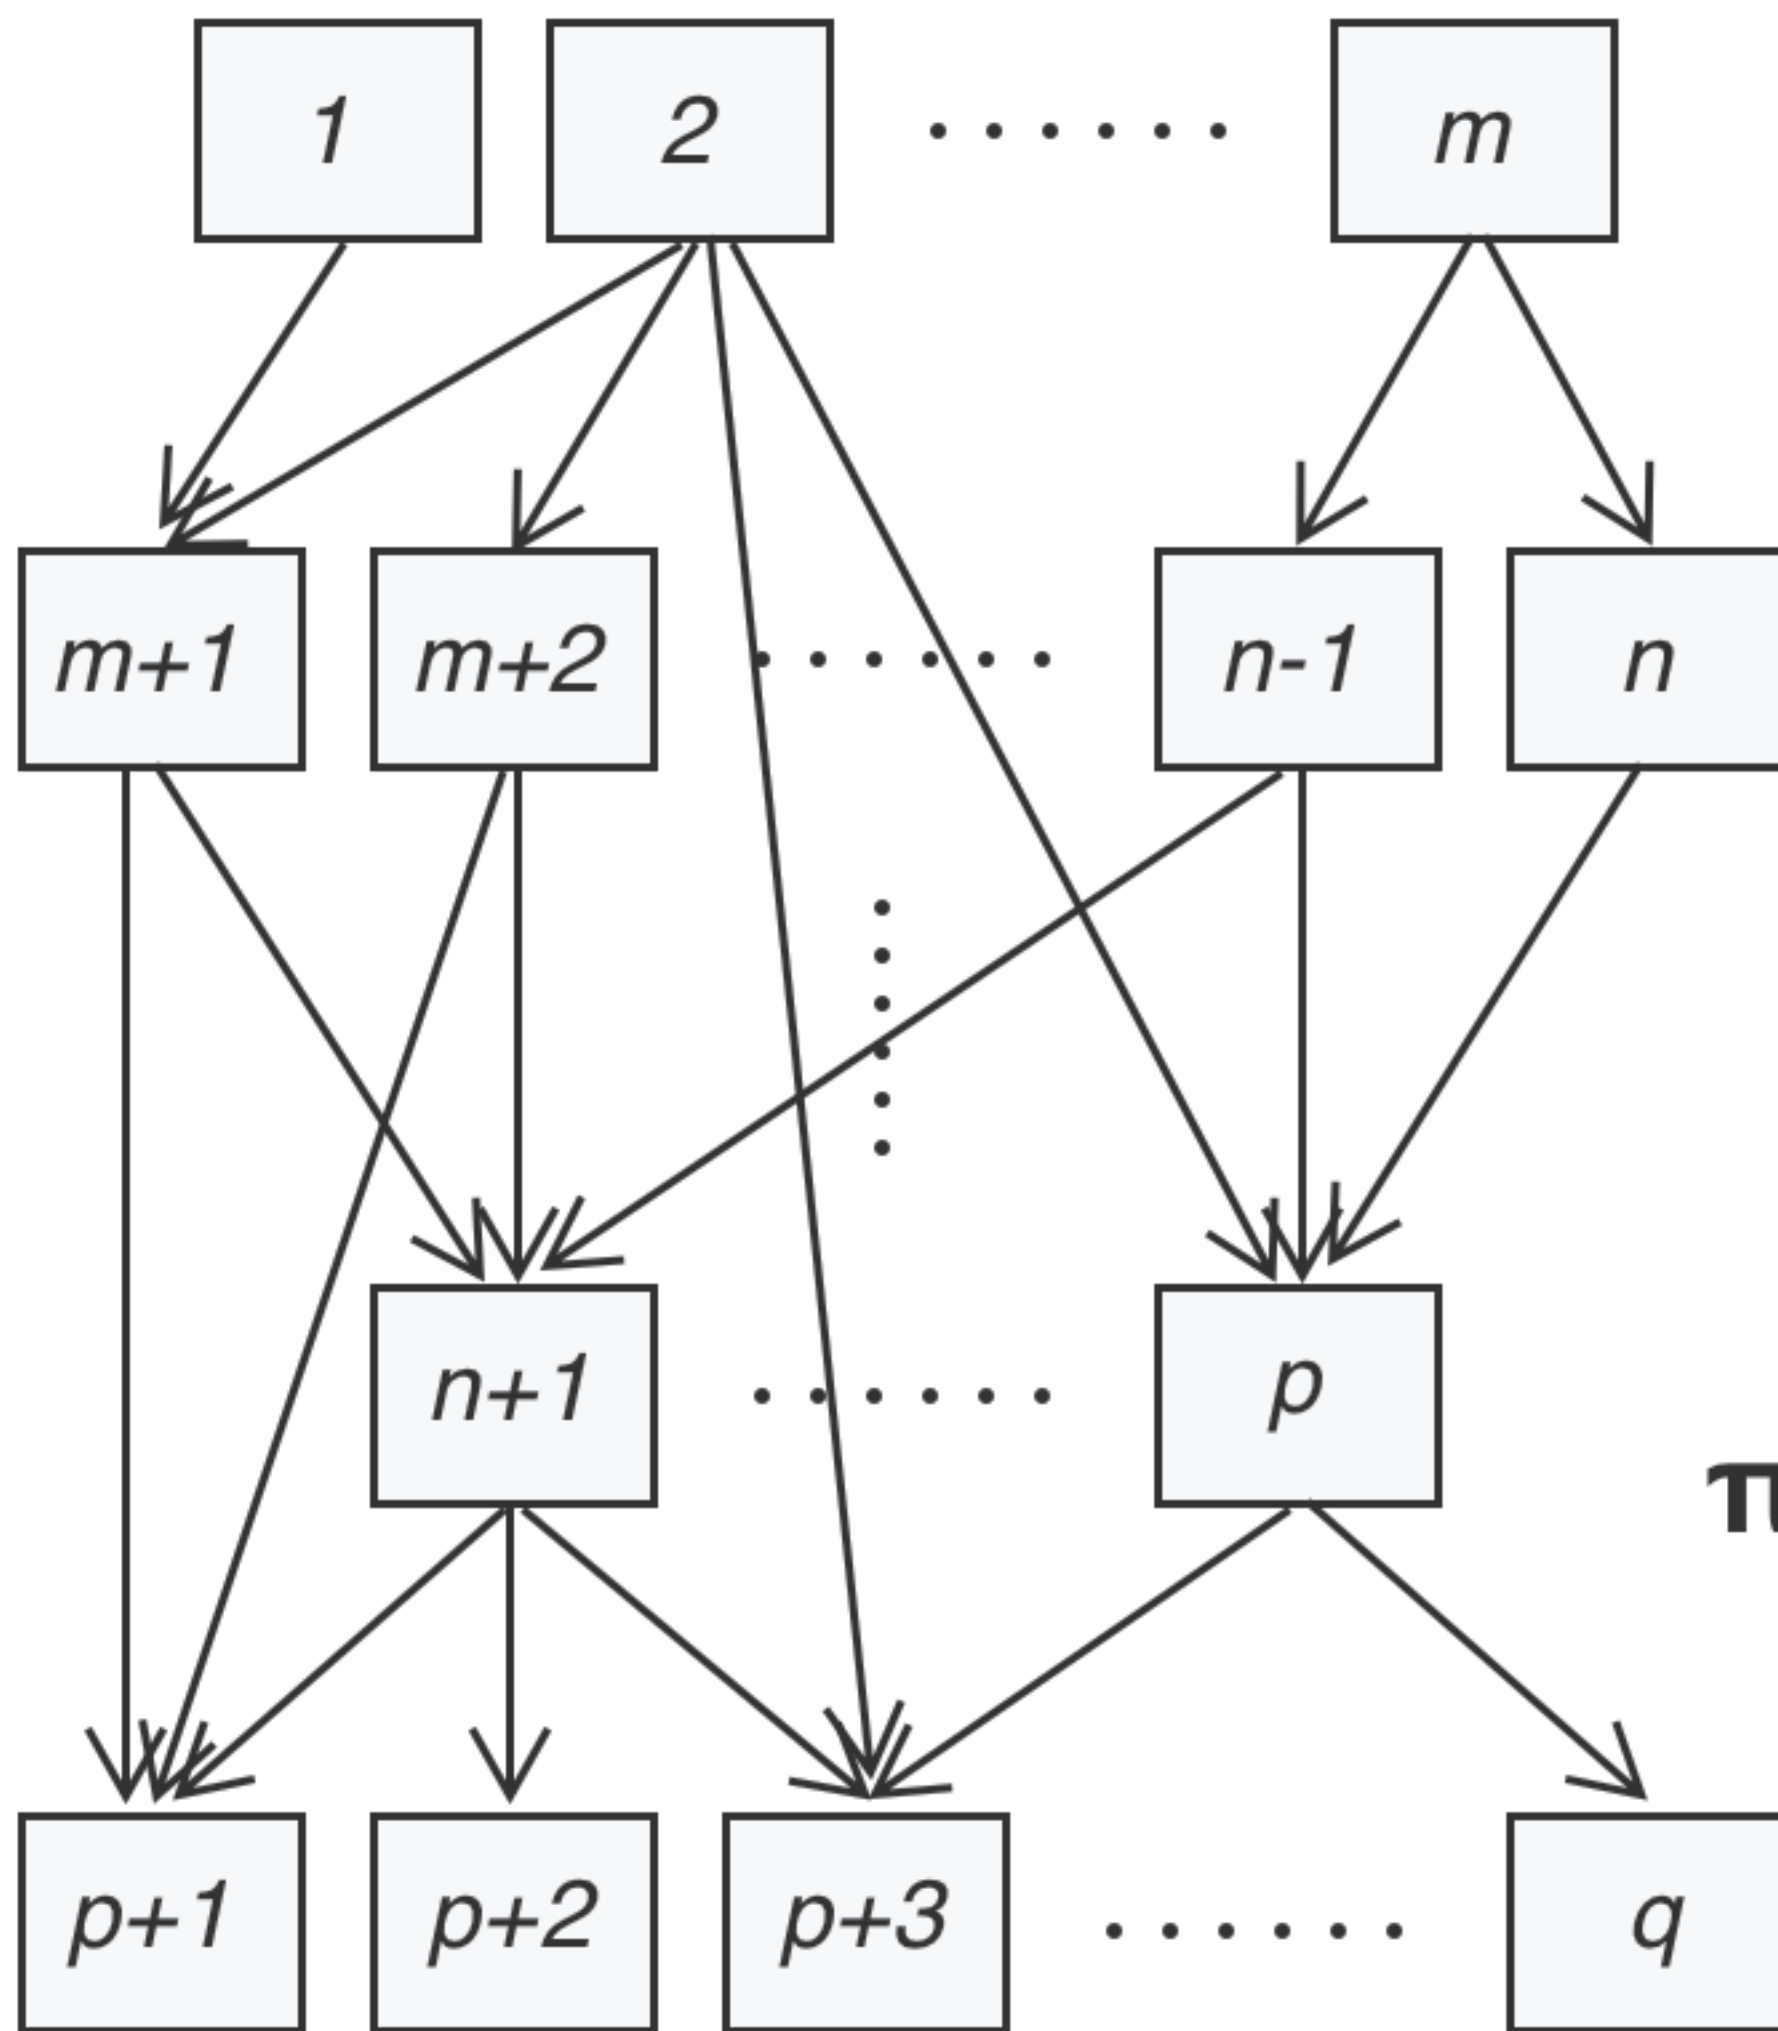 1 2 . . . . . . m
m+1 m+2 . . . . . . n-1 n
n+1 . . . . . . p
π
p+1 p+2 p+3 . . . . . . q